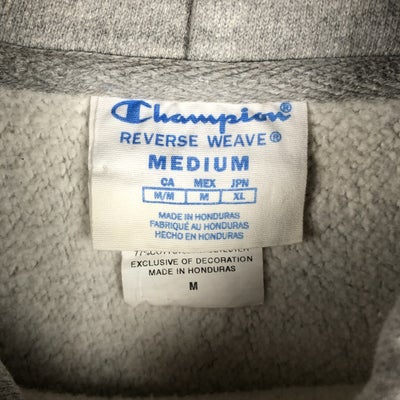 Champion®
REVERSE WEAVE®
MEDIUM
CA MEX JPN
M/M M XL
MADE IN HONDURAS
FABRIQUÉ AU HONDURAS
HECHO EN HONDURAS
EXCLUSIVE OF DECORATION
MADE IN HONDURAS
M